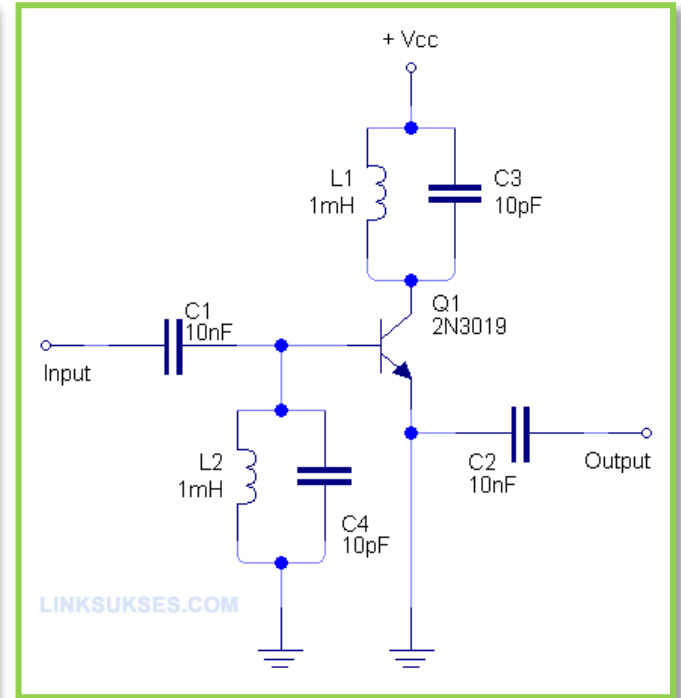 + Vcc
L1
1mH
C3
10pF
Q1
2N3019
C1
10nF
Input
L2
1mH
C4
10pF
C2
10nF
Output
LINKSUKSES.COM